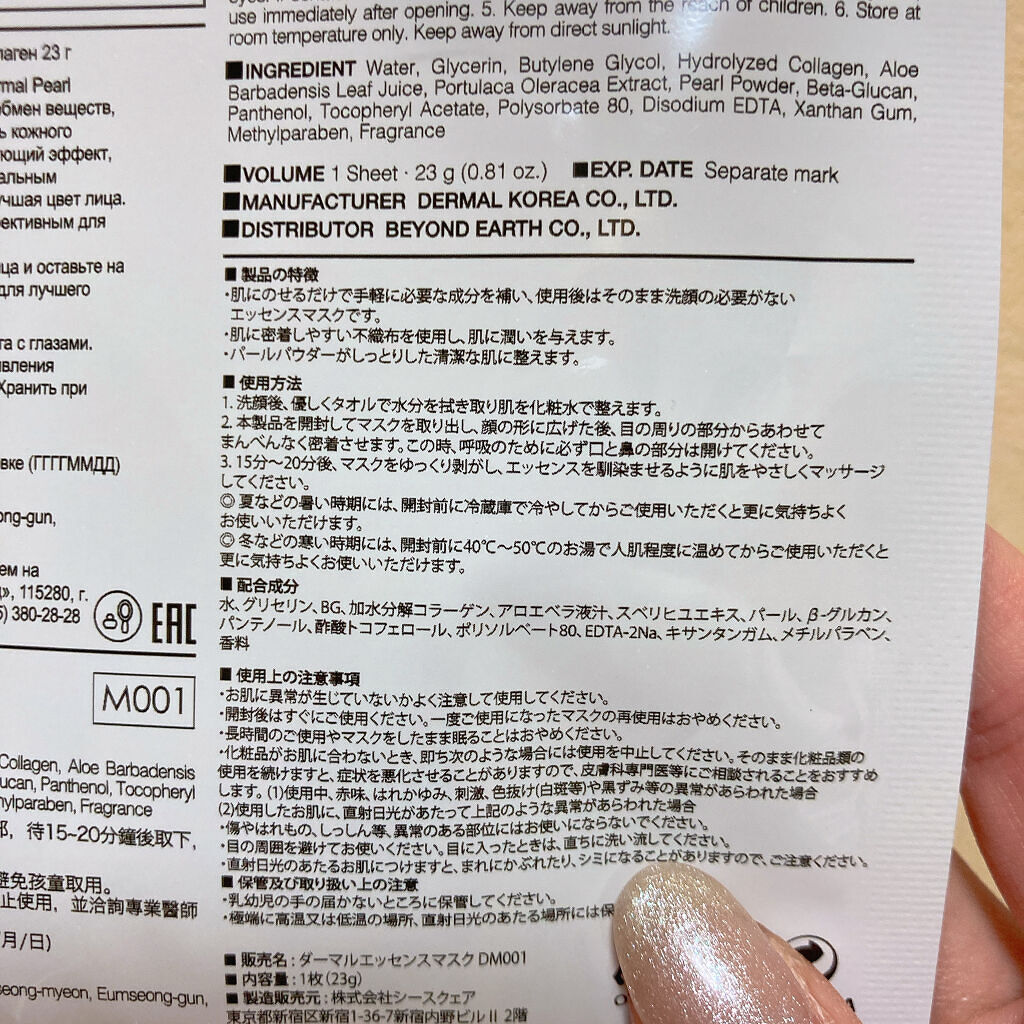 use immediately after opening. 5. Keep away from the reach of children. 6. Store at
room temperature only. Keep away from direct sunlight.
■INGREDIENT Water, Glycerin, Butylene Glycol, Hydrolyzed Collagen, Aloe
Barbadensis Leaf Juice, Portulaca Oleracea Extract, Pearl Powder, Beta-Glucan,
Panthenol, Tocopheryl Acetate, Polysorbate 80, Disodium EDTA, Xanthan Gum,
Methylparaben, Fragrance
■VOLUME 1 Sheet · 23 g (0.81 oz.) ■EXP. DATE Separate mark
■MANUFACTURER DERMAL KOREA CO., LTD.
■DISTRIBUTOR BEYOND EARTH CO., LTD.
■ 製品の特徴
・肌にのせるだけで手軽に必要な成分を補い、使用後はそのまま洗顔の必要がない
エッセンスマスクです。
・肌に密着しやすい不織布を使用し、肌に潤いを与えます。
・パールパウダーがしっとりした清潔な肌に整えます。
■ 使用方法
1. 洗顔後、優しくタオルで水分を拭き取り肌を化粧水で整えます。
2. 本製品を開封してマスクを取り出し、顔の形に広げた後、目の周りの部分からあわせて
まんべんなく密着させます。この時、呼吸のために必ず口と鼻の部分は開けてください。
3. 15分〜20分後、マスクをゆっくり剥がし、エッセンスを馴染ませるように肌をやさしくマッサージ
してください。
◎ 夏などの暑い時期には、開封前に冷蔵庫で冷やしてからご使用いただくと更に気持ちよく
お使いいただけます。
◎ 冬などの寒い時期には、開封前に40℃〜50℃のお湯で人肌程度に温めてからご使用いただくと
更に気持ちよくお使いいただけます。
■ 配合成分
水、グリセリン、BG、加水分解コラーゲン、アロエベラ液汁、スベリヒユエキス、パール、β-グルカン、
パンテノール、酢酸トコフェロール、ポリソルベート80、EDTA-2Na、キサンタンガム、メチルパラベン、
香料
■ 使用上の注意事項
・お肌に異常が生じていないかよく注意して使用してください。
・開封後はすぐにご使用ください。一度ご使用になったマスクの再使用はおやめください。
・長時間のご使用やマスクをしたまま眠ることはおやめください。
・化粧品がお肌に合わないとき、即ち次のような場合には使用を中止してください。そのまま化粧品類の
使用を続けますと、症状を悪化させることがありますので、皮膚科専門医等にご相談されることをおすすめ
します。(1)使用中、赤味、はれかゆみ、刺激、色抜け(白斑等)や黒ずみ等の異常があらわれた場合
(2)使用したお肌に、直射日光があたって上記のような異常があらわれた場合
・傷やはれもの、しっしん等、異常のある部位にはお使いにならないでください。
・目の周囲を避けてお使いください。目に入ったときは、直ちに洗い流してください。
・直射日光のあたるお肌につけますと、まれにかぶれたり、シミになることがありますので、ご注意ください。
■ 保管及び取り扱い上の注意
・乳幼児の手の届かないところに保管してください。
・極端に高温又は低温の場所、直射日光のあたる場所には保
■ 販売名：ダーマルエッセンスマスク DM001
■ 内容量：1枚(23g)
■ 製造販売元：株式会社シースクェア
東京都新宿区新宿1-36-7新宿内野ビルⅡ 2階
лаген 23 г
rmal Pearl
обмен веществ,
ь кожного
ующий эффект,
альным
учшая цвет лица.
ективным для
ца и оставьте на
для лучшего
та с глазами.
явления
Хранить при
вке (ГГГГММДД)
ong-gun,
ем на
», 115280, г.
5) 380-28-28
EAC
M001
Collagen, Aloe Barbadensis
ucan, Panthenol, Tocopheryl
hylparaben, Fragrance
部，待15~20分鐘後取下，
避免孩童取用。
止使用，並洽詢專業醫師
/月/日)
seong-myeon, Eumseong-gun,